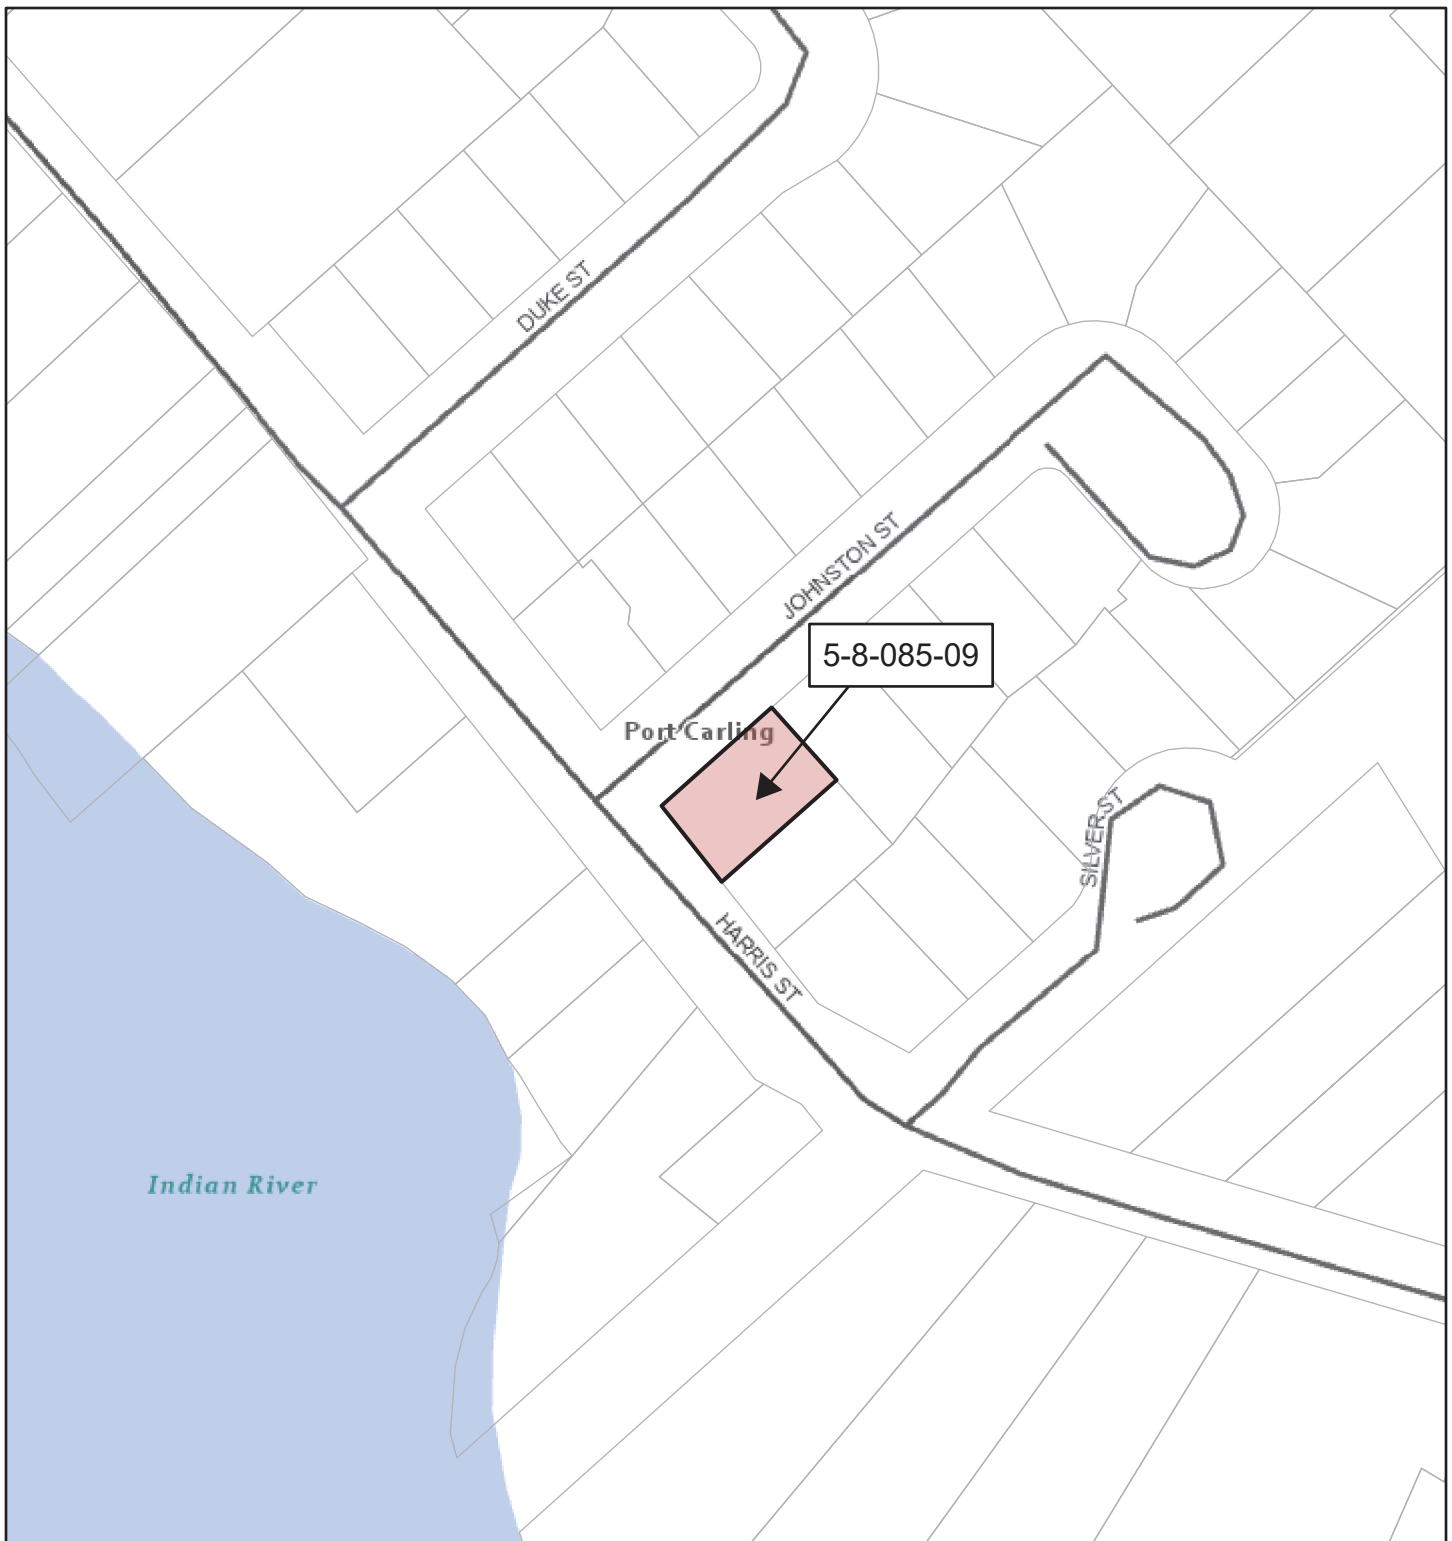 DUKE ST
JOHNSTON ST
5-8-085-09
Port Carling
SILVER ST
HARRIS ST
Indian River